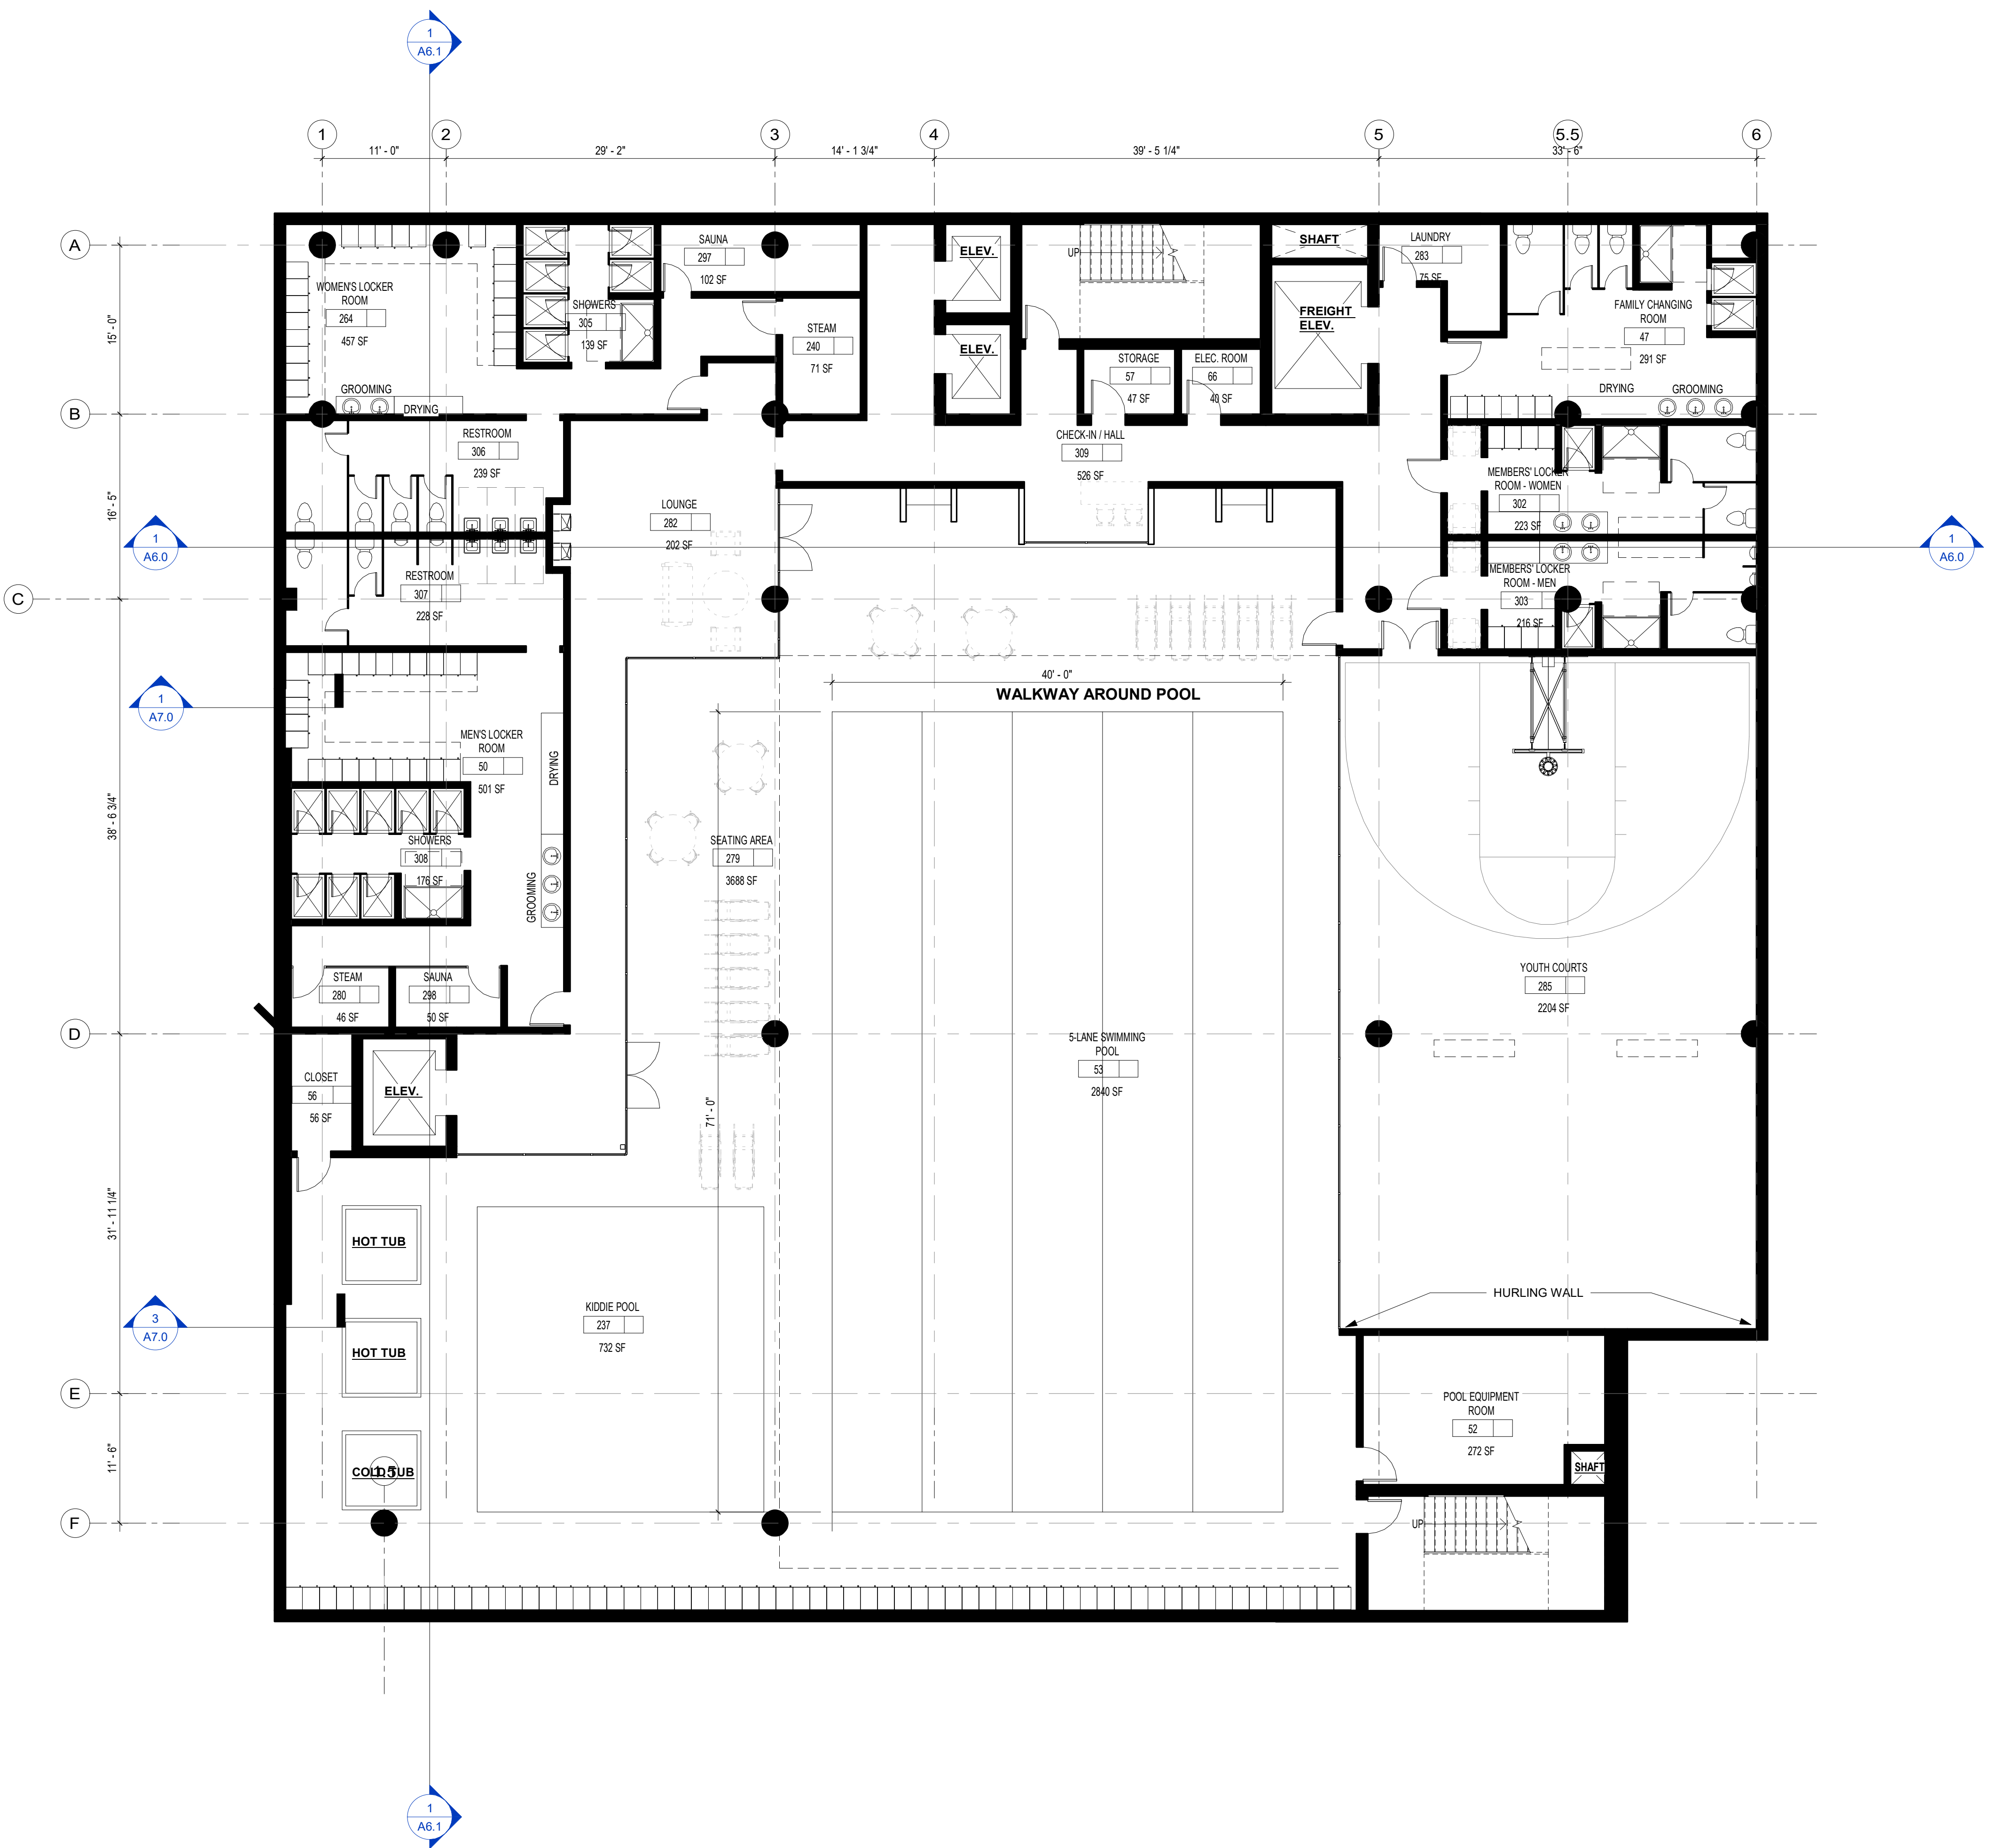 1
A6.1
1
2
3
4
5
5.5
6
11' - 0"
29' - 2"
14' - 1 3/4"
39' - 5 1/4"
33' - 6"
A
B
C
D
E
F
15' - 0"
16' - 5"
38' - 6 3/4"
31' - 11 1/4"
11' - 6"
WOMEN'S LOCKER
ROOM
264
457 SF
GROOMING
DRYING
SHOWERS
305
139 SF
SAUNA
297
102 SF
STEAM
240
71 SF
ELEV.
ELEV.
UP
SHAFT
FREIGHT
ELEV.
LAUNDRY
283
75 SF
FAMILY CHANGING
ROOM
47
291 SF
DRYING
GROOMING
STORAGE
57
47 SF
ELEC. ROOM
66
40 SF
CHECK-IN / HALL
309
526 SF
RESTROOM
306
239 SF
LOUNGE
282
202 SF
MEMBERS' LOCKER
ROOM - WOMEN
302
223 SF
1
A6.0
1
A6.0
RESTROOM
307
228 SF
MEMBERS' LOCKER
ROOM - MEN
303
216 SF
40' - 0"
WALKWAY AROUND POOL
1
A7.0
MEN'S LOCKER
ROOM
50
501 SF
DRYING
GROOMING
SHOWERS
308
176 SF
SEATING AREA
279
3688 SF
STEAM
280
46 SF
SAUNA
298
50 SF
YOUTH COURTS
285
2204 SF
5-LANE SWIMMING
POOL
53
2840 SF
71' - 0"
CLOSET
56
56 SF
ELEV.
HOT TUB
HOT TUB
COLD TUB
1.5
3
A7.0
KIDDIE POOL
237
732 SF
HURLING WALL
POOL EQUIPMENT
ROOM
52
272 SF
SHAFT
UP
1
A6.1